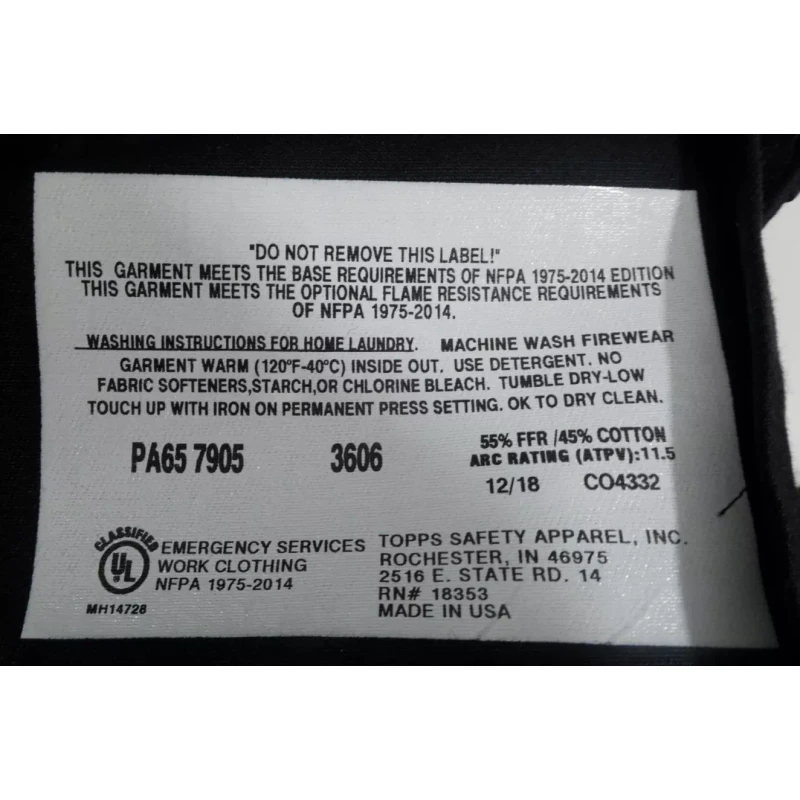 "DO NOT REMOVE THIS LABEL!"
THIS GARMENT MEETS THE BASE REQUIREMENTS OF NFPA 1975-2014 EDITION
THIS GARMENT MEETS THE OPTIONAL FLAME RESISTANCE REQUIREMENTS
OF NFPA 1975-2014.
WASHING INSTRUCTIONS FOR HOME LAUNDRY. MACHINE WASH FIREWEAR
GARMENT WARM (120°F-40°C) INSIDE OUT. USE DETERGENT. NO
FABRIC SOFTENERS,STARCH,OR CHLORINE BLEACH. TUMBLE DRY-LOW
TOUCH UP WITH IRON ON PERMANENT PRESS SETTING. OK TO DRY CLEAN.
PA65 7905 3606
55% FFR /45% COTTON
ARC RATING (ATPV):11.5
12/18 CO4332
CLASSIFIED
UL
EMERGENCY SERVICES
WORK CLOTHING
NFPA 1975-2014
MH14728
TOPPS SAFETY APPAREL, INC.
ROCHESTER, IN 46975
2516 E. STATE RD. 14
RN# 18353
MADE IN USA